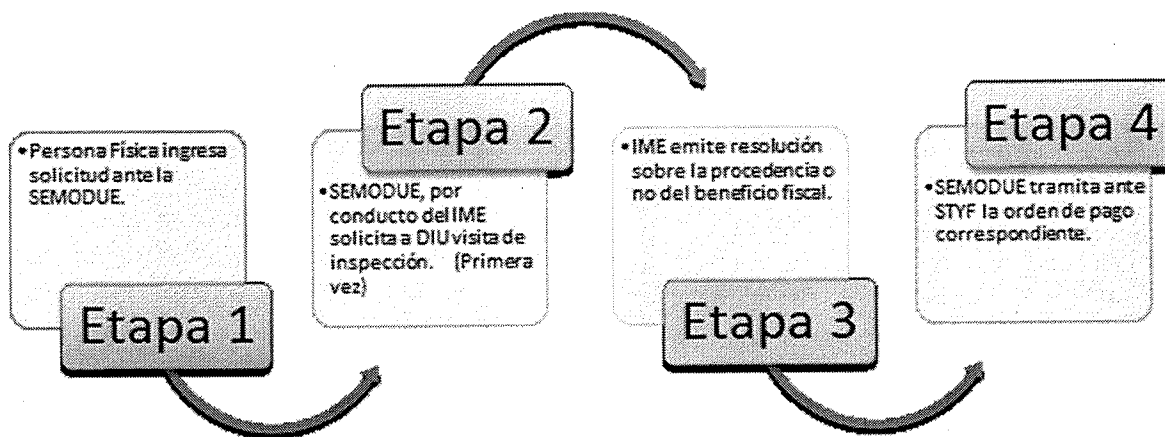 •Persona Física ingresa
solicitud ante la
SEMODUE.
Etapa 1
Etapa 2
•SEMODUE, por
conducto del IME
solicita a DIU visita de
inspección. (Primera
vez)
•IME emite resolución
sobre la procedencia o
no del beneficio fiscal.
Etapa 3
Etapa 4
•SEMODUE tramita ante
STYF la orden de pago
correspondiente.